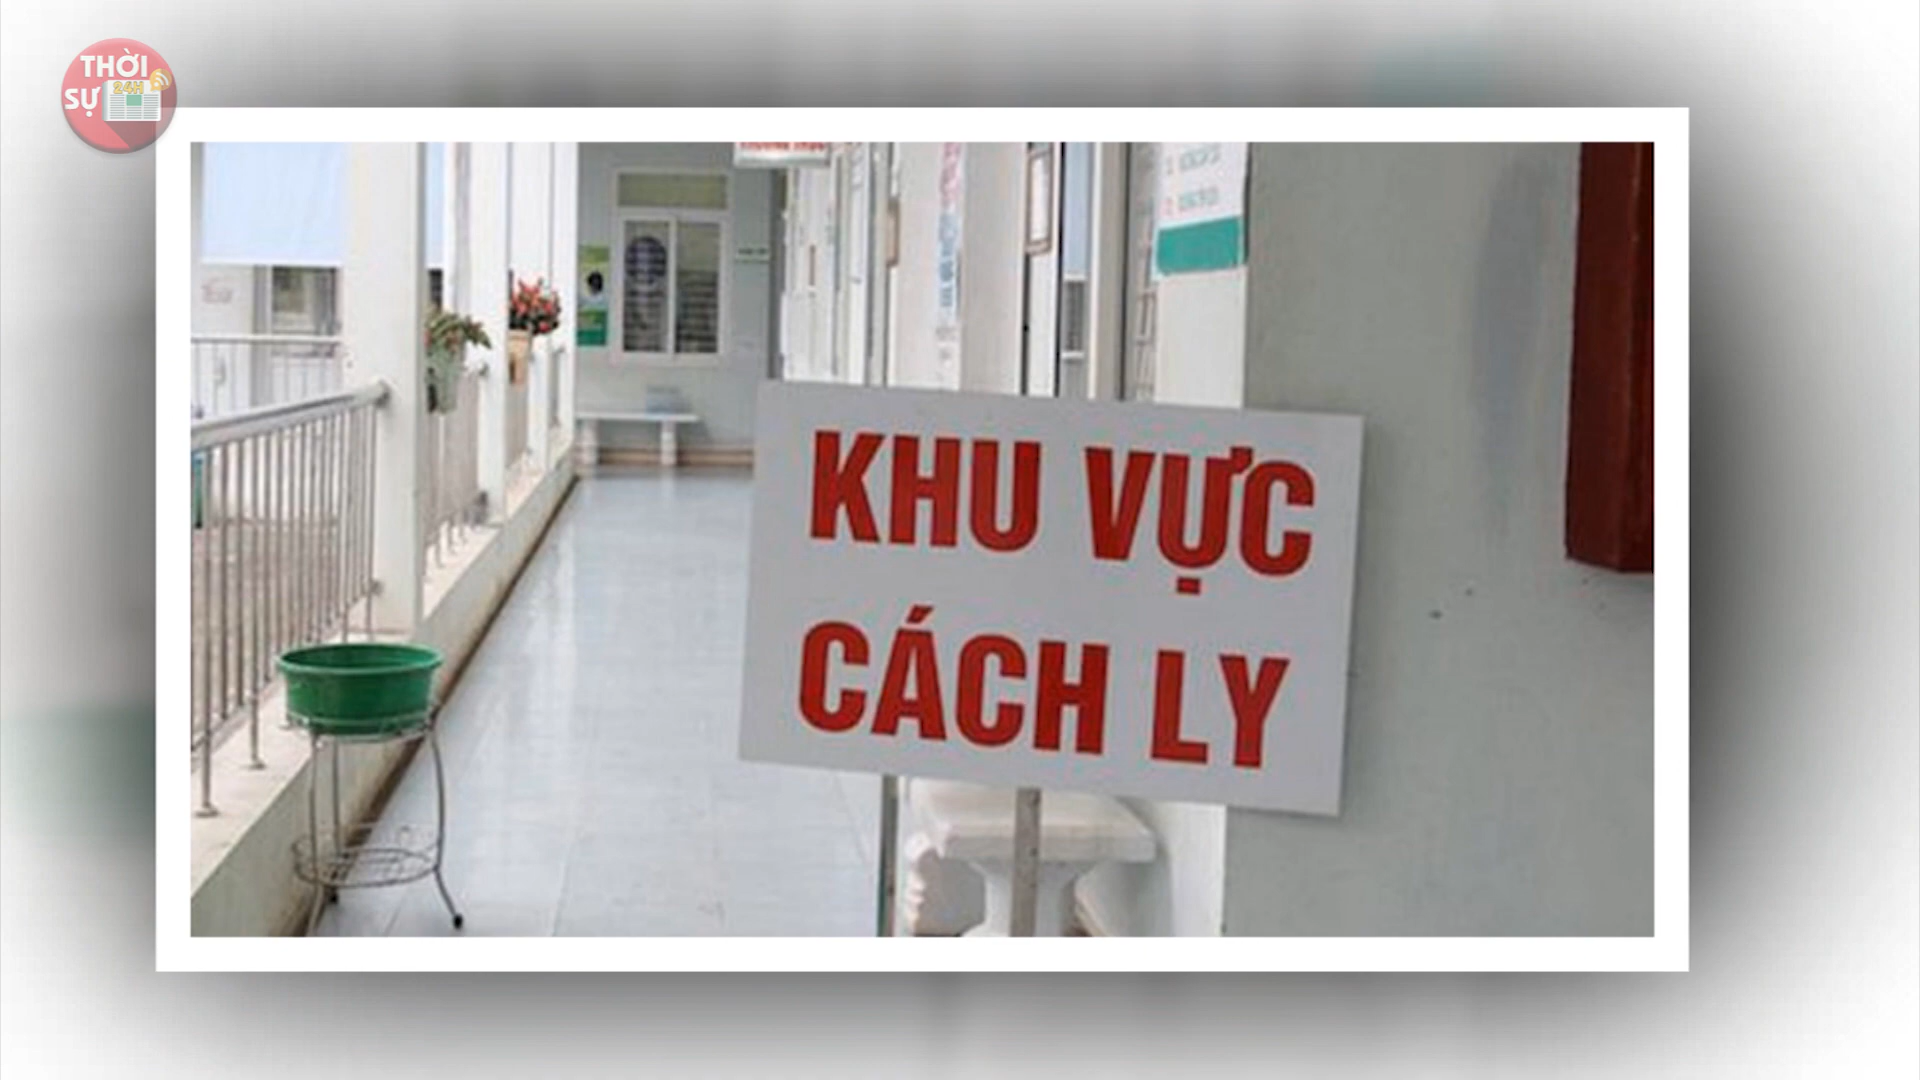 THỜI
SỰ
24H
KHU VỰC
CÁCH LY